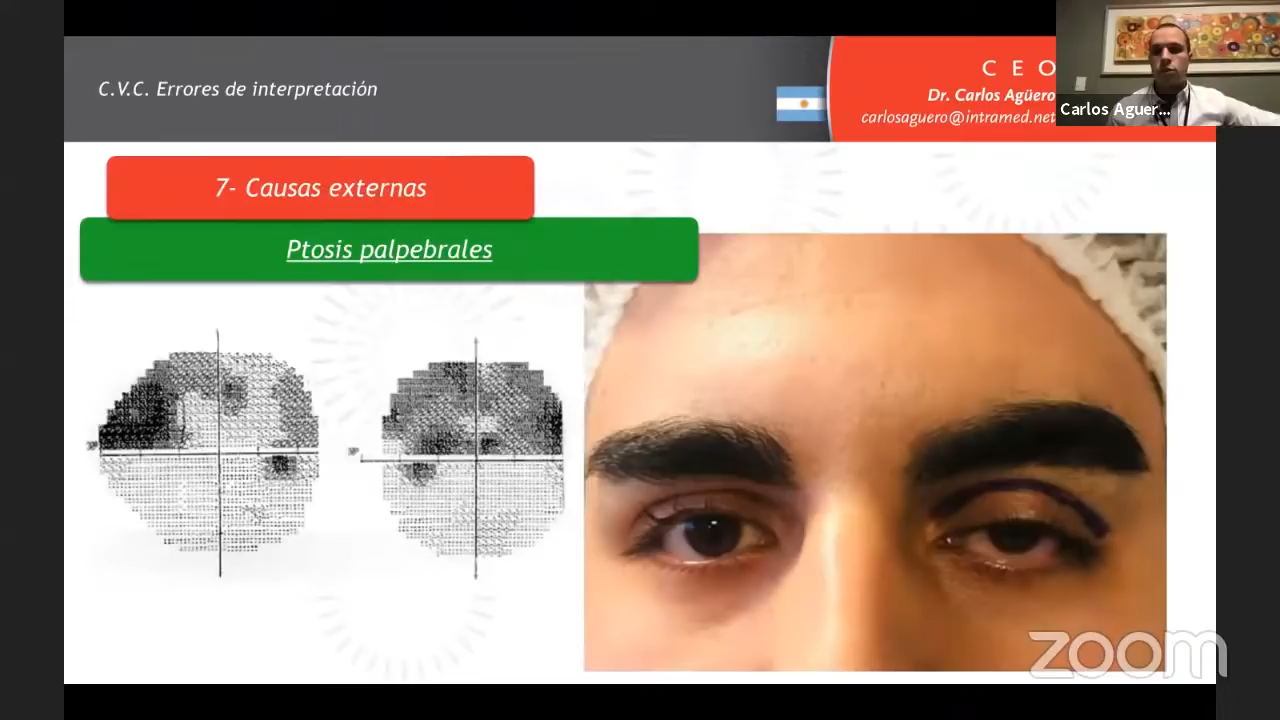 C.V.C. Errores de interpretación
C E O
Dr. Carlos Agüero
carlosaguero@intramed.net
Carlos Aguer...
7- Causas externas
Ptosis palpebrales
zoom